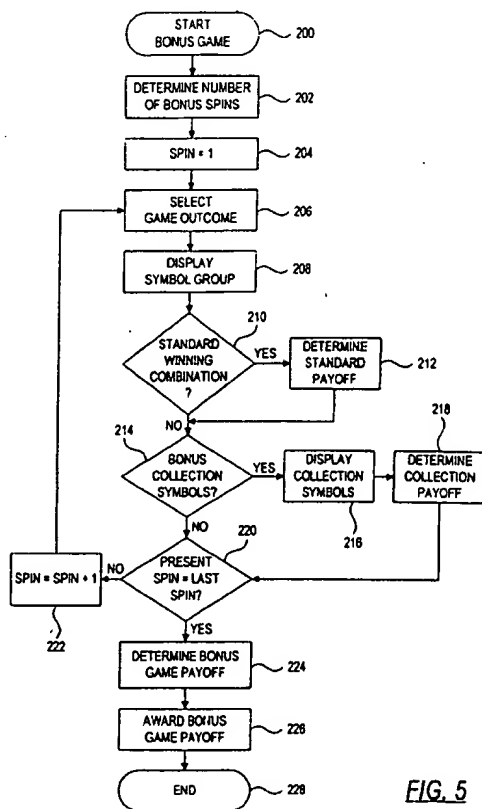 START
BONUS GAME
200
DETERMINE NUMBER
OF BONUS SPINS
202
SPIN = 1
204
SELECT
GAME OUTCOME
206
DISPLAY
SYMBOL GROUP
208
210
STANDARD
WINNING
COMBINATION
?
YES
DETERMINE
STANDARD
PAYOFF
212
NO
214
BONUS
COLLECTION
SYMBOLS?
YES
DISPLAY
COLLECTION
SYMBOLS
216
218
DETERMINE
COLLECTION
PAYOFF
NO
220
PRESENT
SPIN = LAST
SPIN?
NO
SPIN = SPIN + 1
222
YES
DETERMINE BONUS
GAME PAYOFF
224
AWARD BONUS
GAME PAYOFF
226
END
228
FIG. 5